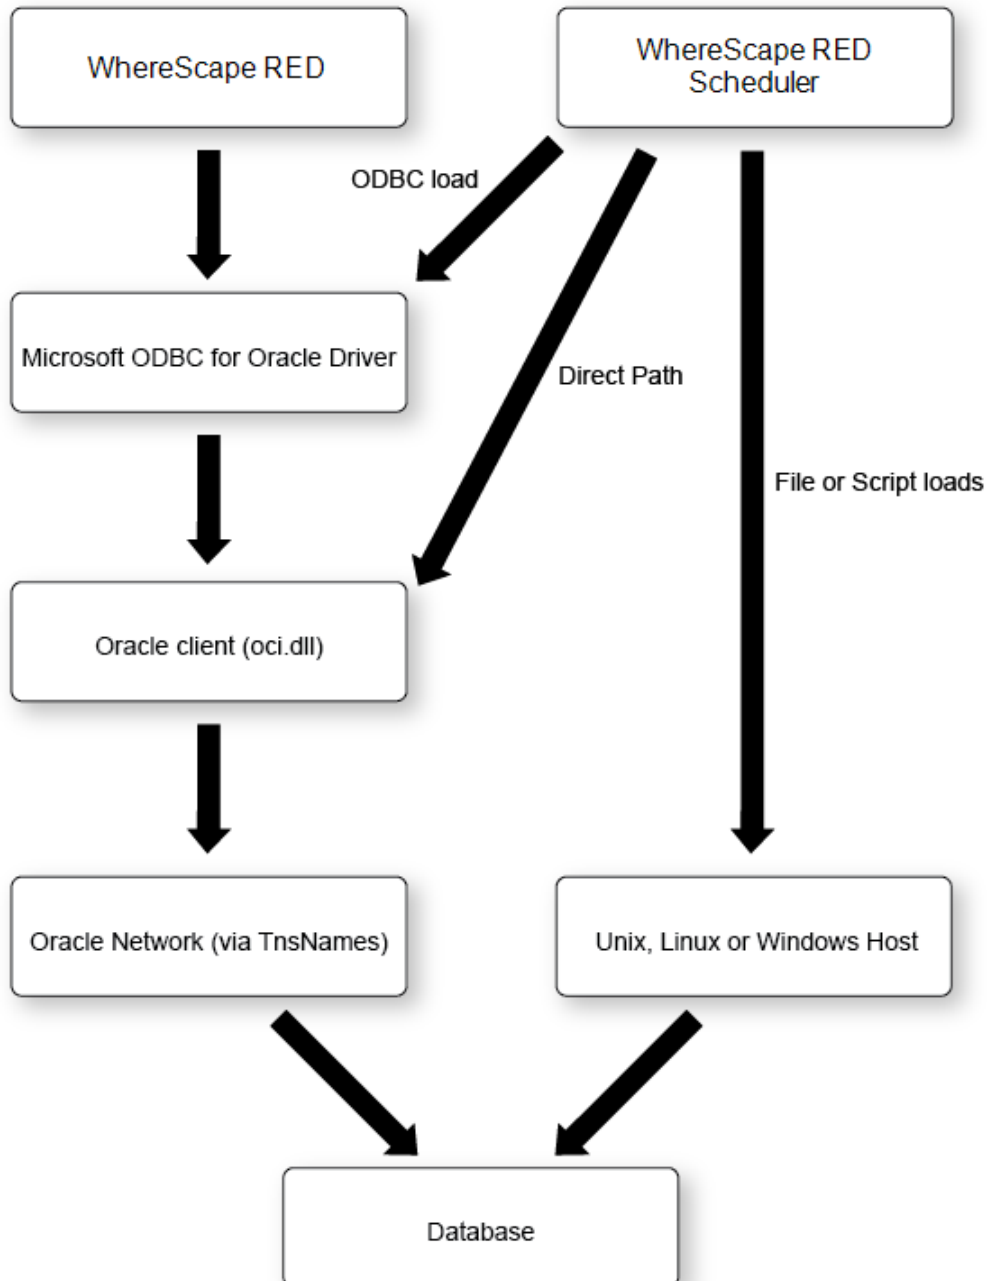 WhereScape RED
WhereScape RED
Scheduler
ODBC load
Microsoft ODBC for Oracle Driver
Direct Path
File or Script loads
Oracle client (oci.dll)
Oracle Network (via TnsNames)
Unix, Linux or Windows Host
Database